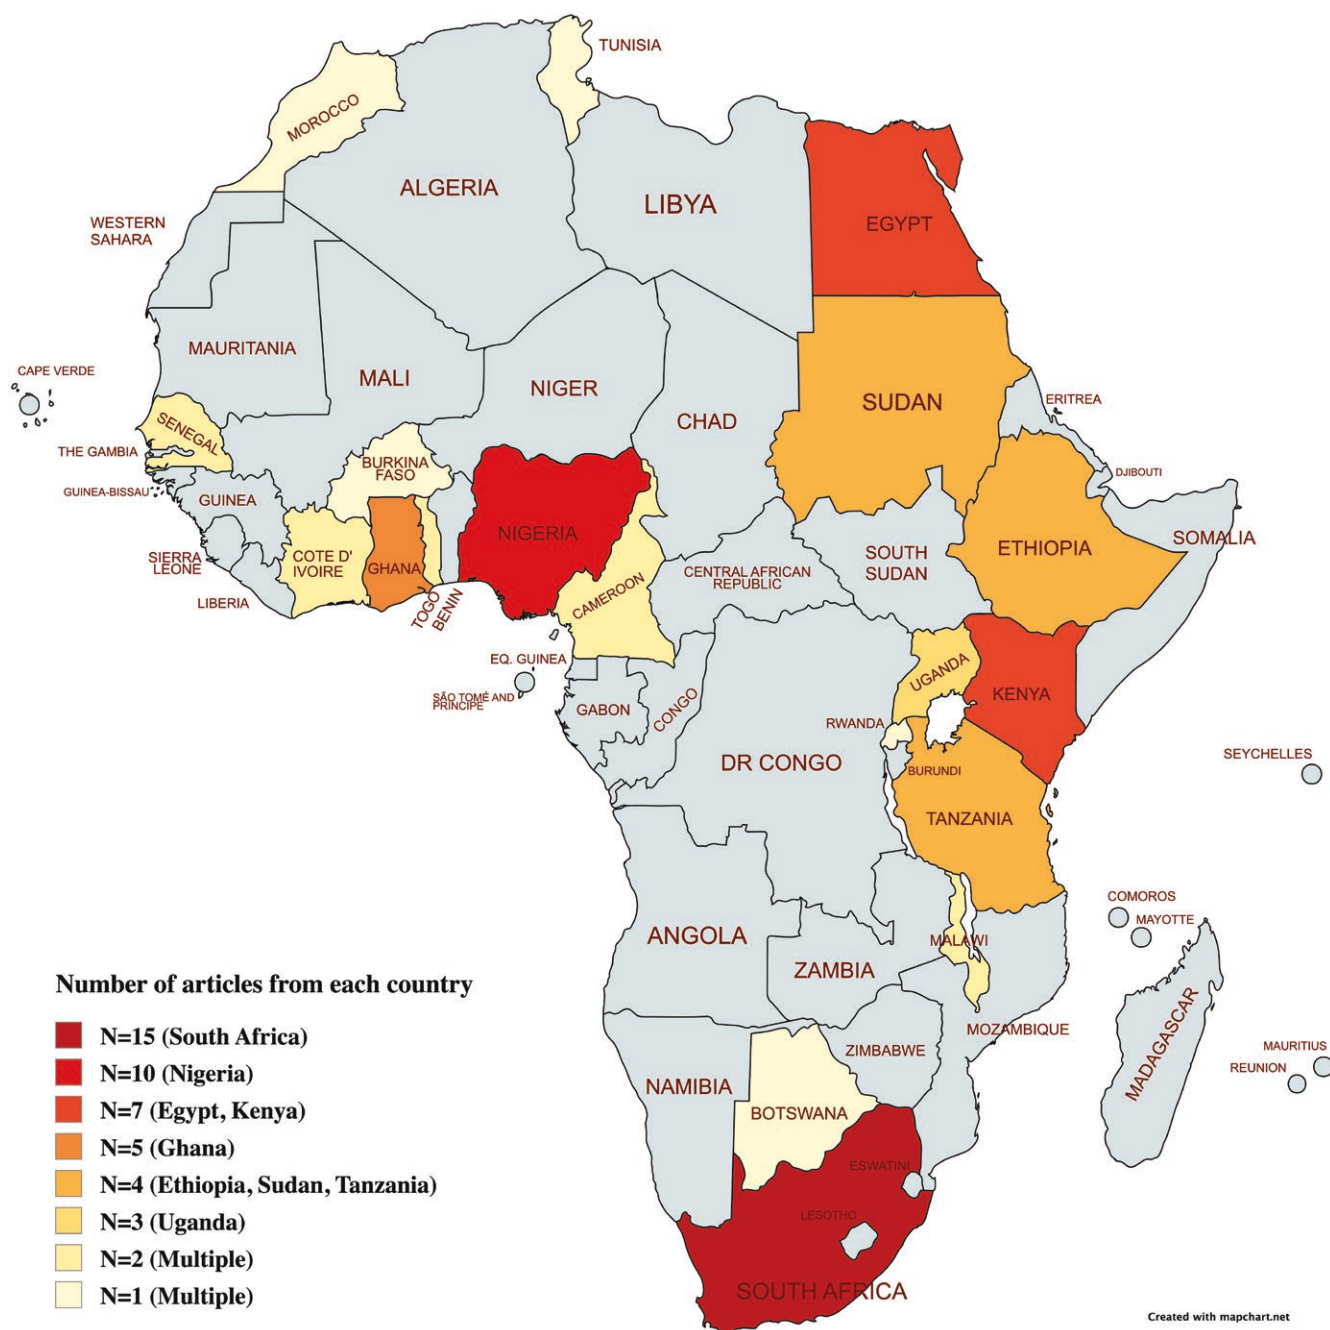 TUNISIA
MOROCCO
ALGERIA
LIBYA
EGYPT
WESTERN
SAHARA
MAURITANIA
MALI
NIGER
CHAD
SUDAN
ERITREA
CAPE VERDE
SENEGAL
THE GAMBIA
GUINEA-BISSAU
GUINEA
BURKINA
FASO
DJIBOUTI
SIERRA
LEONE
LIBERIA
COTE D'
IVOIRE
GHANA
TOGO
BENIN
NIGERIA
CAMEROON
CENTRAL AFRICAN
REPUBLIC
SOUTH
SUDAN
ETHIOPIA
SOMALIA
EQ. GUINEA
SÃO TOMÉ AND
PRINCIPE
GABON
CONGO
DR CONGO
UGANDA
KENYA
RWANDA
BURUNDI
TANZANIA
SEYCHELLES
COMOROS
MAYOTTE
ANGOLA
ZAMBIA
MALAWI
MOZAMBIQUE
MADAGASCAR
MAURITIUS
REUNION
ZIMBABWE
NAMIBIA
BOTSWANA
ESWATINI
LESOTHO
SOUTH AFRICA
Number of articles from each country
N=15 (South Africa)
N=10 (Nigeria)
N=7 (Egypt, Kenya)
N=5 (Ghana)
N=4 (Ethiopia, Sudan, Tanzania)
N=3 (Uganda)
N=2 (Multiple)
N=1 (Multiple)
Created with mapchart.net